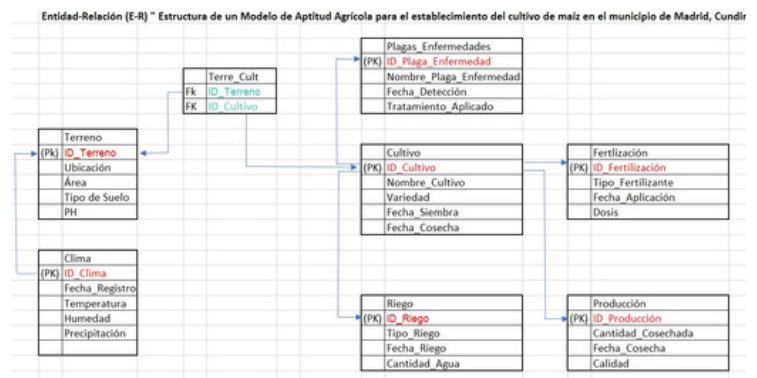 Entidad-Relación (E-R) " Estructura de un Modelo de Aptitud Agrícola para el establecimiento del cultivo de maíz en el municipio de Madrid, Cundir
Plagas_Enfermedades
(PK) ID_Plaga_Enfermedad
Nombre_Plaga_Enfermedad
Fecha_Detección
Tratamiento_Aplicado
Terre_Cult
Fk ID_Terreno
FK ID_Cultivo
Terreno
(Pk) ID_Terreno
Ubicación
Área
Tipo de Suelo
PH
Cultivo
(PK) ID_Cultivo
Nombre_Cultivo
Variedad
Fecha_Siembra
Fecha_Cosecha
Fertlización
(PK) ID_Fertilización
Tipo_Fertilizante
Fecha_Aplicación
Dosis
Clima
(PK) ID_Clima
Fecha_Registro
Temperatura
Humedad
Precipitación
Riego
(PK) ID_Riego
Tipo_Riego
Fecha_Riego
Cantidad_Agua
Producción
(PK) ID_Producción
Cantidad_Cosechada
Fecha_Cosecha
Calidad